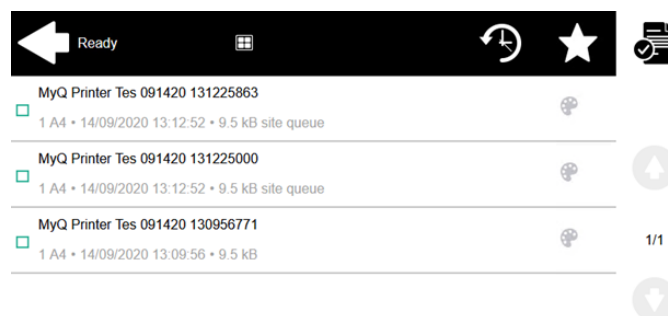 Ready
MyQ Printer Tes 091420 131225863
1 A4 • 14/09/2020 13:12:52 • 9.5 kB site queue
MyQ Printer Tes 091420 131225000
1 A4 • 14/09/2020 13:12:52 • 9.5 kB site queue
MyQ Printer Tes 091420 130956771
1 A4 • 14/09/2020 13:09:56 • 9.5 kB
1/1